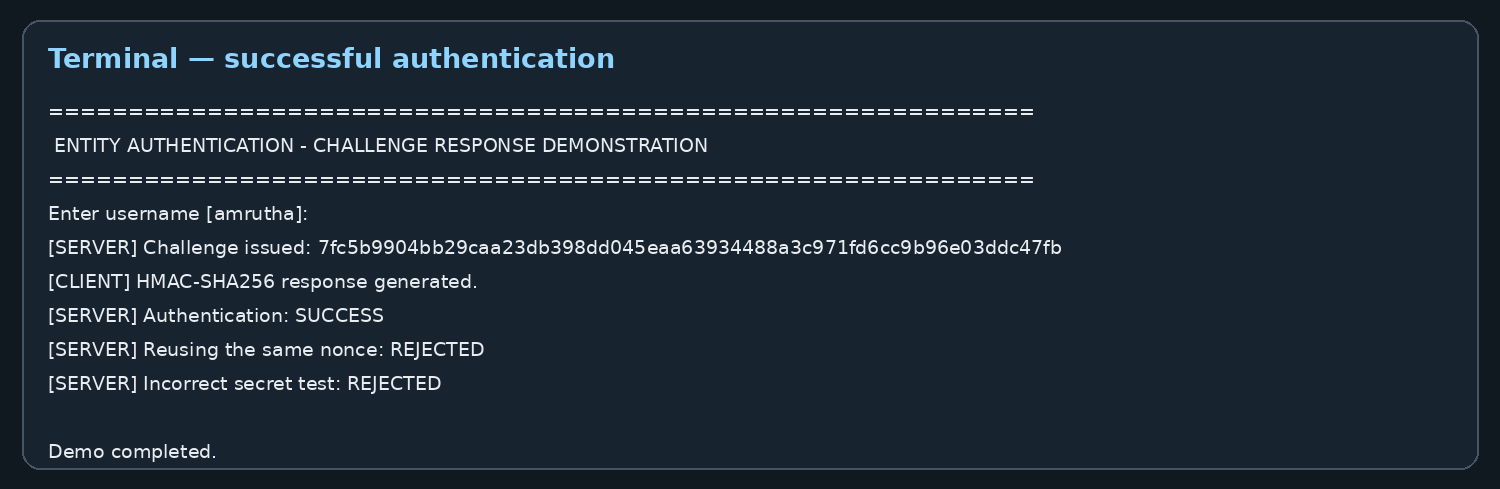 Terminal — successful authentication
==============================================================
ENTITY AUTHENTICATION - CHALLENGE RESPONSE DEMONSTRATION
==============================================================
Enter username [amrutha]:
[SERVER] Challenge issued: 7fc5b9904bb29caa23db398dd045eaa63934488a3c971fd6cc9b96e03ddc47fb
[CLIENT] HMAC-SHA256 response generated.
[SERVER] Authentication: SUCCESS
[SERVER] Reusing the same nonce: REJECTED
[SERVER] Incorrect secret test: REJECTED
Demo completed.